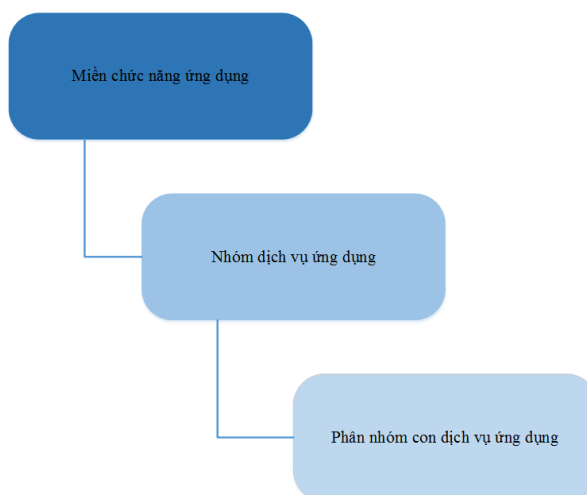 Miền chức năng ứng dụng
Nhóm dịch vụ ứng dụng
Phân nhóm con dịch vụ ứng dụng